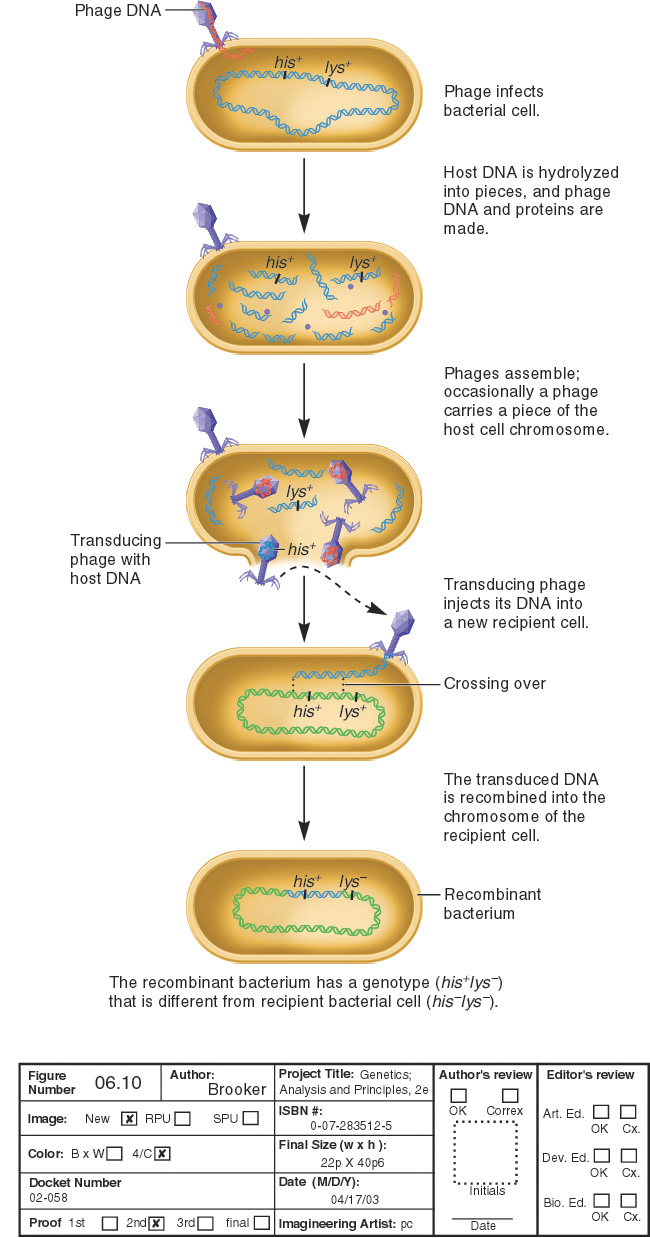 Phage DNA
his+
lys+
Phage infects
bacterial cell.
Host DNA is hydrolyzed
into pieces, and phage
DNA and proteins are
made.
his+
lys+
Phages assemble;
occasionally a phage
carries a piece of the
host cell chromosome.
lys+
Transducing
phage with
host DNA
his+
Transducing phage
injects its DNA into
a new recipient cell.
Crossing over
his+
lys+
The transduced DNA
is recombined into the
chromosome of the
recipient cell.
his+
lys–
Recombinant
bacterium
The recombinant bacterium has a genotype (his+lys–)
that is different from recipient bacterial cell (his–lys–).
Figure
Number
06.10
Author:
Brooker
Project Title: Genetics;
Analysis and Principles, 2e
Author's review
OK
Correx
Initials
Date
Editor's review
Art. Ed.
OK
Cx.
Dev. Ed.
OK
Cx.
Bio. Ed.
OK
Cx.
Image: New RPU SPU
ISBN #:
0-07-283512-5
Color: B x W 4/C
Final Size (w x h):
22p X 40p6
Docket Number
02-058
Date (M/D/Y):
04/17/03
Proof 1st 2nd 3rd final
Imagineering Artist: pc